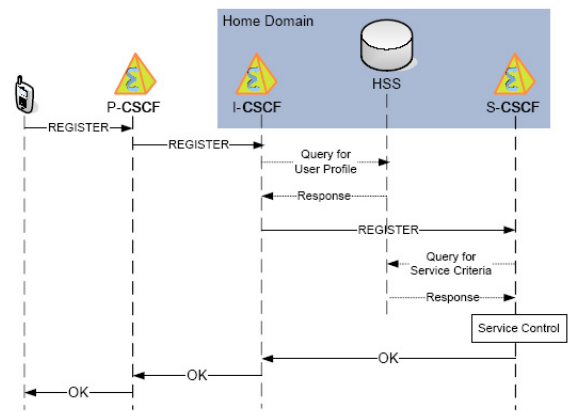 Home Domain
P-CSCF
I-CSCF
HSS
S-CSCF
REGISTER
REGISTER
Query for
User Profile
Response
REGISTER
Query for
Service Criteria
Response
Service Control
OK
OK
OK